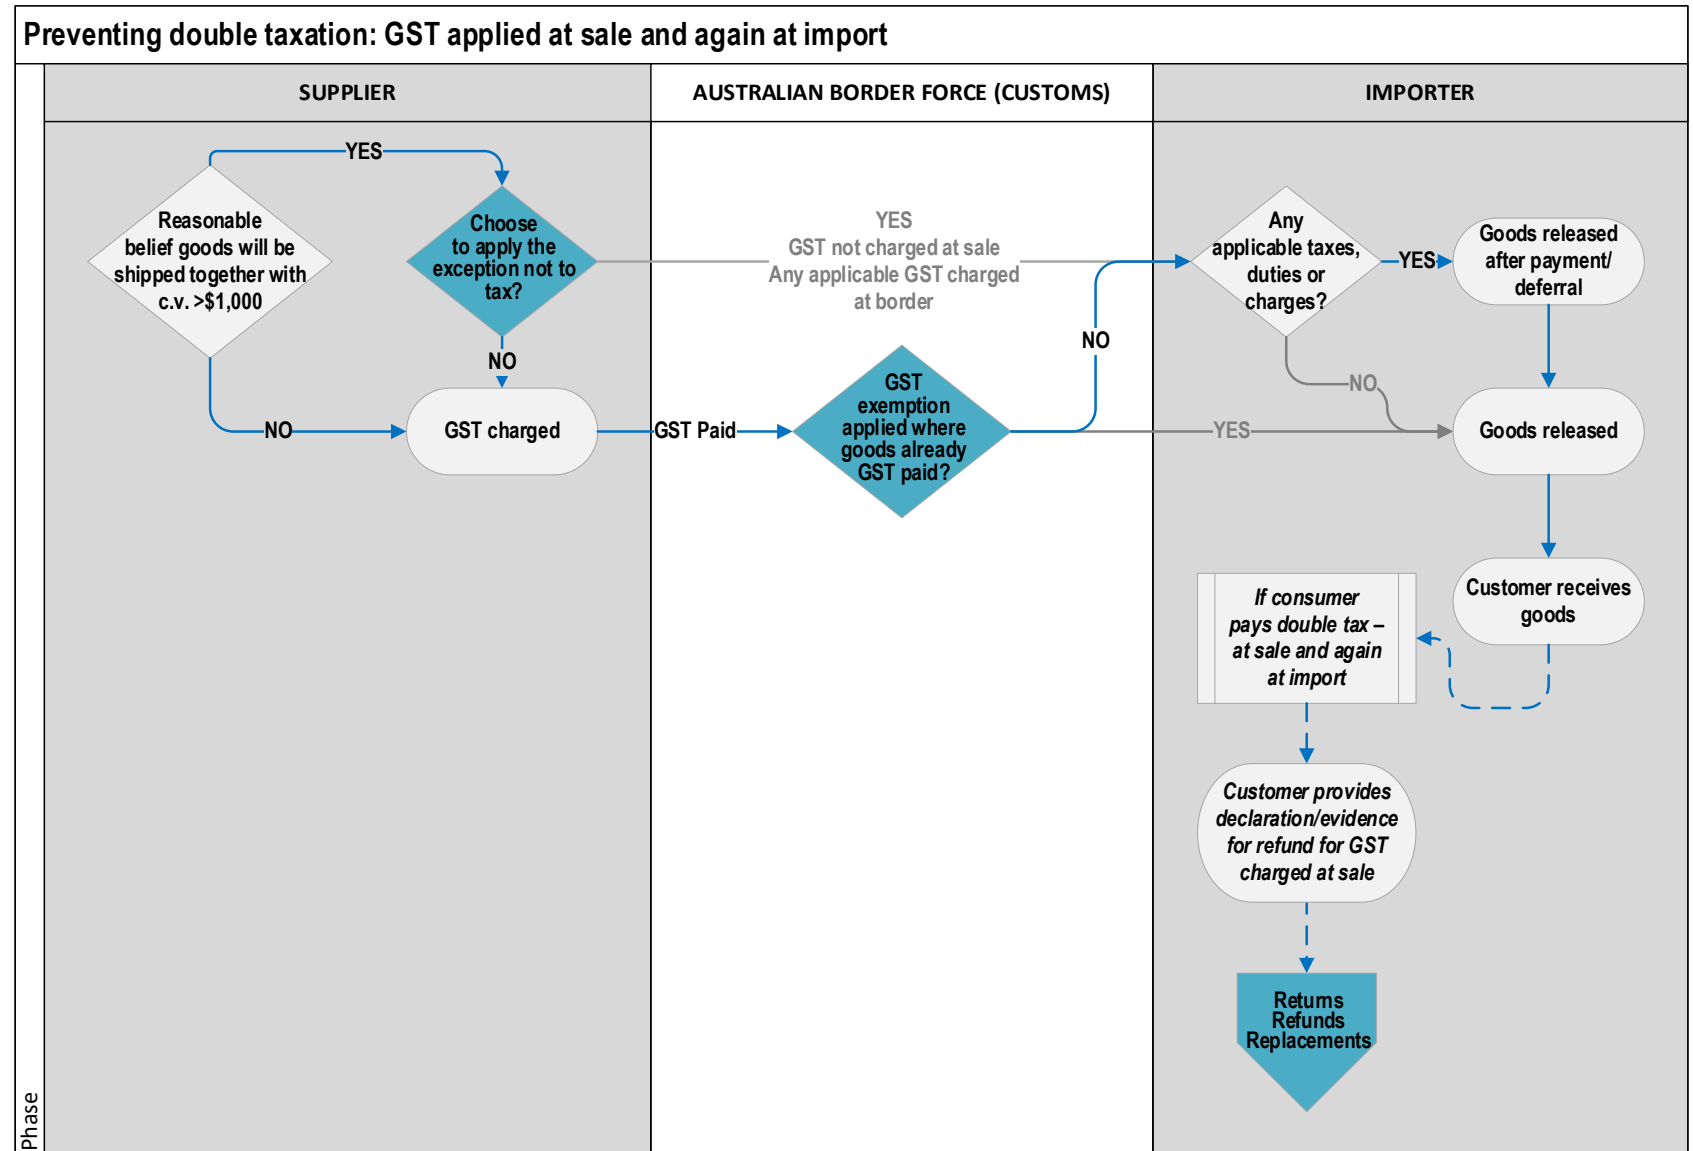 Preventing double taxation: GST applied at sale and again at import
SUPPLIER
AUSTRALIAN BORDER FORCE (CUSTOMS)
IMPORTER
YES
Reasonable
belief goods will be
shipped together with
c.v. >$1,000
Choose
to apply the
exception not to
tax?
YES
GST not charged at sale
Any applicable GST charged
at border
Any
applicable taxes,
duties or
charges?
YES
Goods released
after payment/
deferral
NO
NO
NO
NO
GST charged
GST Paid
GST
exemption
applied where
goods already
GST paid?
YES
Goods released
Customer receives
goods
If consumer
pays double tax –
at sale and again
at import
Customer provides
declaration/evidence
for refund for GST
charged at sale
Returns
Refunds
Replacements
Phase